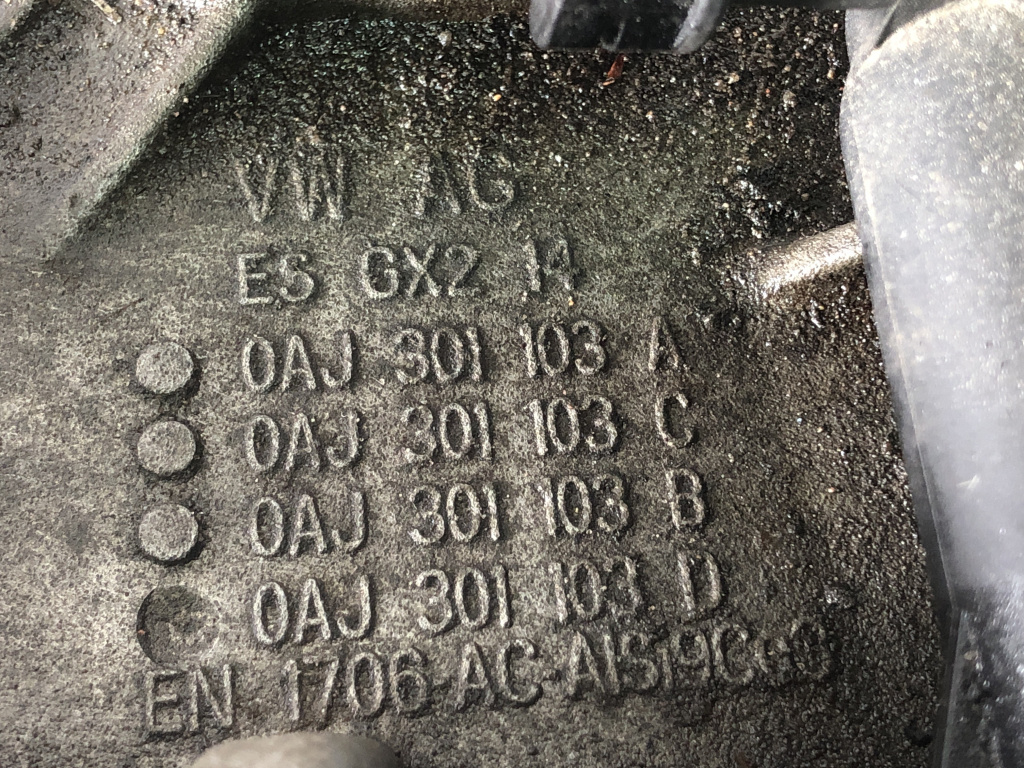 VW AG
ES GX2 14
0AJ 301 103 A
0AJ 301 103 C
0AJ 301 103 B
0AJ 301 103 D
EN 1706-AC-AlSi9Cu3